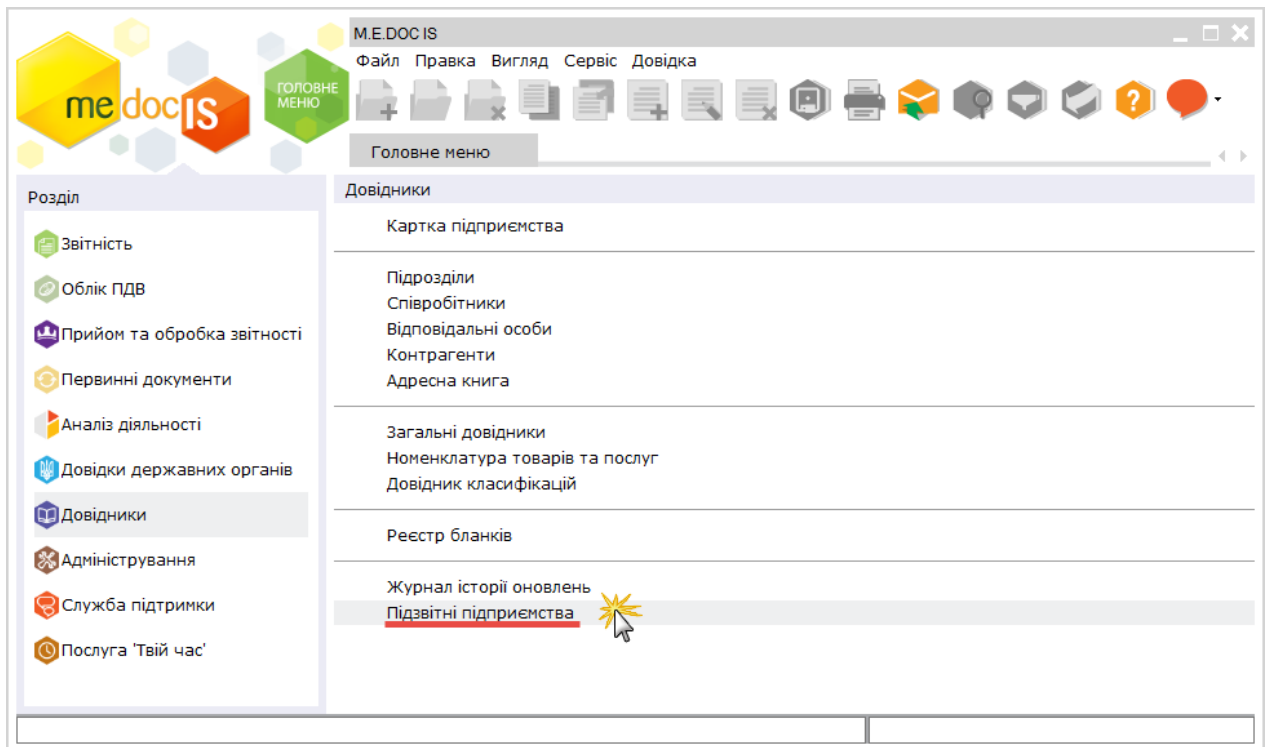 M.E.DOC IS
Файл Правка Вигляд Сервіс Довідка
me doc IS
ГОЛОВНЕ
МЕНЮ
?
Головне меню
Розділ
Звітність
Облік ПДВ
Прийом та обробка звітності
Первинні документи
Аналіз діяльності
Довідки державних органів
Довідники
Адміністрування
Служба підтримки
Послуга 'Твій час'
Довідники
Картка підприємства
Підрозділи
Співробітники
Відповідальні особи
Контрагенти
Адресна книга
Загальні довідники
Номенклатура товарів та послуг
Довідник класифікацій
Реєстр бланків
Журнал історії оновлень
Підзвітні підприємства